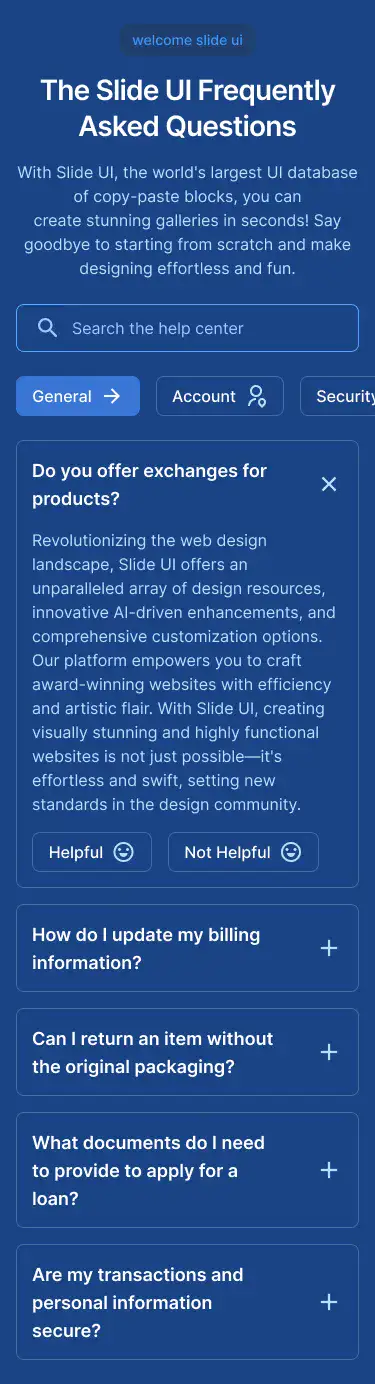 welcome slide ui
The Slide UI Frequently
Asked Questions
With Slide UI, the world's largest UI database
of copy-paste blocks, you can
create stunning galleries in seconds! Say
goodbye to starting from scratch and make
designing effortless and fun.
Search the help center
General
Account
Security
Do you offer exchanges for
products?
Revolutionizing the web design
landscape, Slide UI offers an
unparalleled array of design resources,
innovative AI-driven enhancements, and
comprehensive customization options.
Our platform empowers you to craft
award-winning websites with efficiency
and artistic flair. With Slide UI, creating
visually stunning and highly functional
websites is not just possible—it's
effortless and swift, setting new
standards in the design community.
Helpful
Not Helpful
How do I update my billing
information?
Can I return an item without
the original packaging?
What documents do I need
to provide to apply for a
loan?
Are my transactions and
personal information
secure?